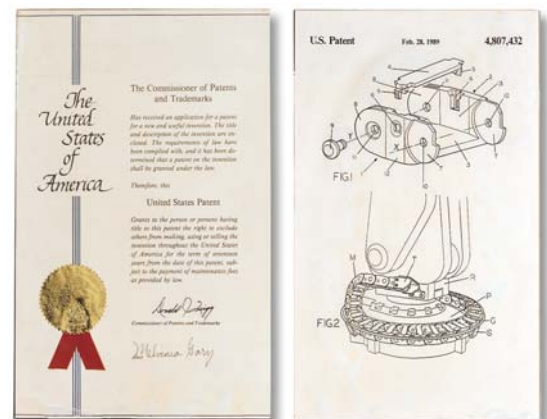 The
United
States
of
America
The Commissioner of Patents
and Trademarks
Has received an application for a patent
for a new and useful invention. The title
and description of the invention are en-
closed. The requirements of law have
been complied with, and it has been de-
termined that a patent on the invention
shall be granted under the law.
Therefore, this
United States Patent
Grants to the person or persons having
title to this patent the right to exclude
others from making, using or selling the
invention throughout the United States
of America for the term of seventeen
years from the date of this patent, sub-
ject to the payment of maintenance fees
as provided by law.
Commissioner of Patents and Trademarks
Melvinia Gary
U.S. Patent Feb. 28, 1989 4,807,432
FIG.1
X
Y
M
R
P
G
S
FIG.2